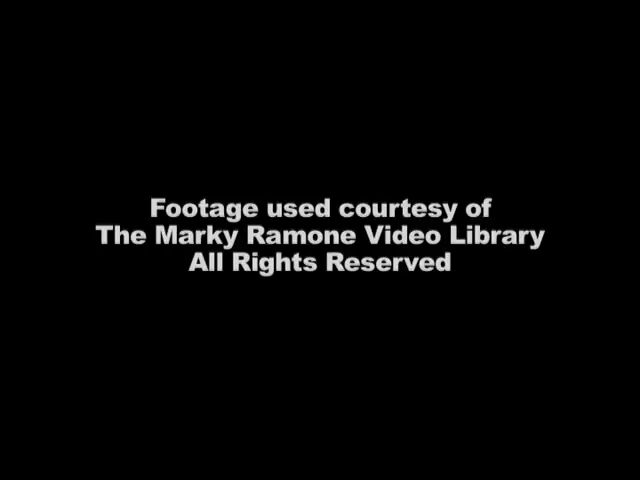 Footage used courtesy of
The Marky Ramone Video Library
All Rights Reserved